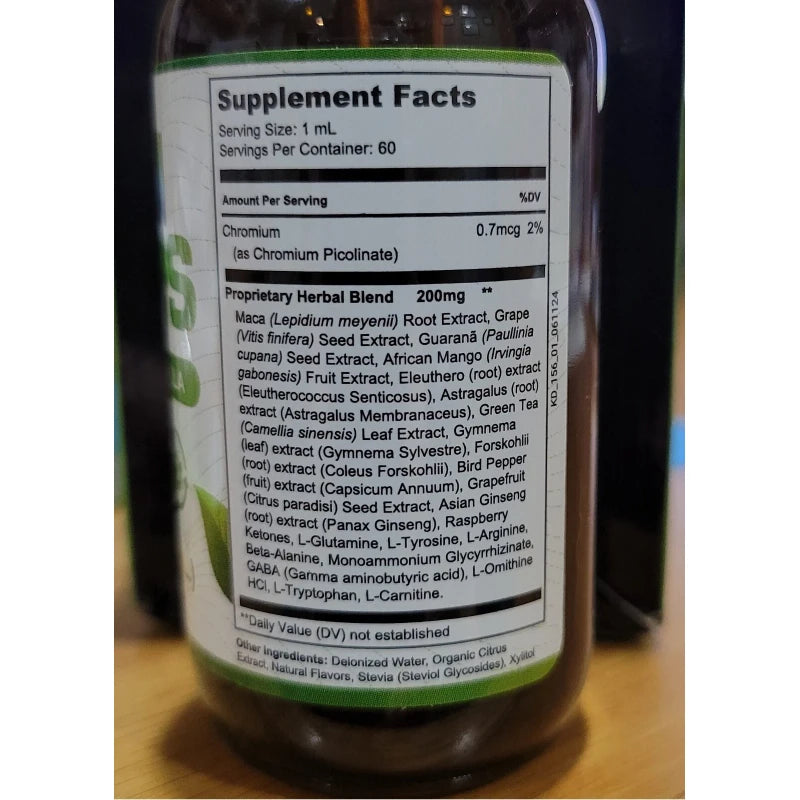 Supplement Facts
Serving Size: 1 mL
Servings Per Container: 60
Amount Per Serving %DV
Chromium 0.7mcg 2%
(as Chromium Picolinate)
Proprietary Herbal Blend 200mg **
Maca (Lepidium meyenii) Root Extract, Grape
(Vitis finifera) Seed Extract, Guarană (Paullinia
cupana) Seed Extract, African Mango (Irvingia
gabonesis) Fruit Extract, Eleuthero (root) extract
(Eleutherococcus Senticosus), Astragalus (root)
extract (Astragalus Membranaceus), Green Tea
(Camellia sinensis) Leaf Extract, Gymnema
(leaf) extract (Gymnema Sylvestre), Forskohlii
(root) extract (Coleus Forskohlii), Bird Pepper
(fruit) extract (Capsicum Annuum), Grapefruit
(Citrus paradisi) Seed Extract, Asian Ginseng
(root) extract (Panax Ginseng), Raspberry
Ketones, L-Glutamine, L-Tyrosine, L-Arginine,
Beta-Alanine, Monoammonium Glycyrrhizinate,
GABA (Gamma aminobutyric acid), L-Ornithine
HCl, L-Tryptophan, L-Carnitine.
**Daily Value (DV) not established
Other ingredients: Deionized Water, Organic Citrus
Extract, Natural Flavors, Stevia (Steviol Glycosides), Xylitol
KD_156_01_061124
S
A